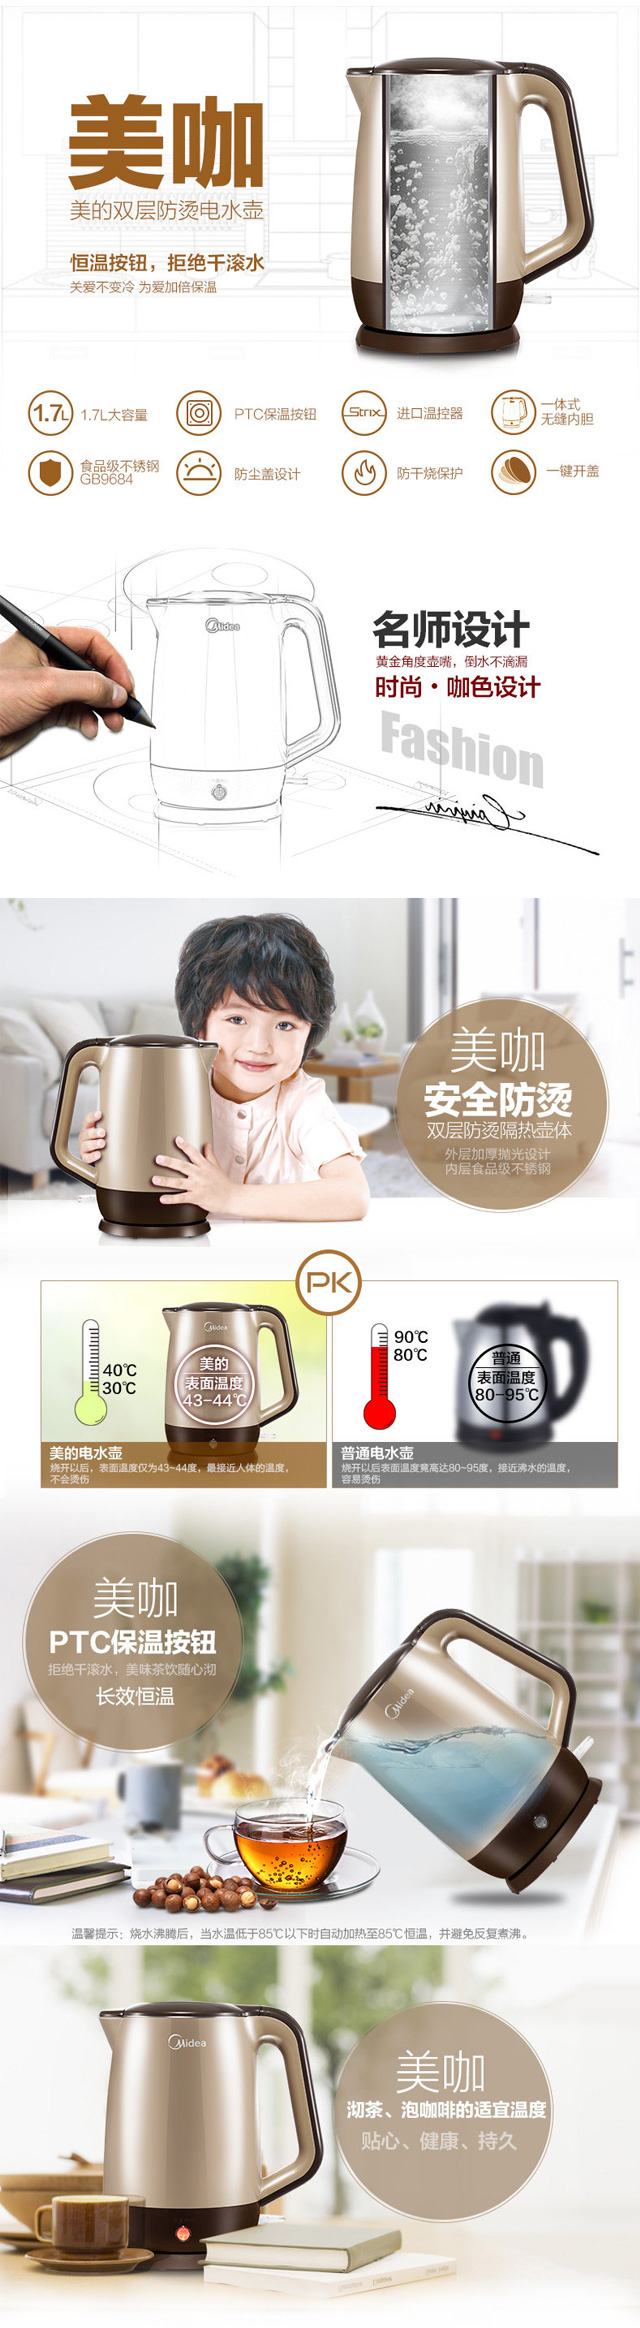 美咖
美的双层防烫电水壶
恒温按钮，拒绝千滚水
关爱不变冷 为爱加倍保温
1.7L
1.7L大容量
PTC保温按钮
Strix
进口温控器
一体式
无缝内胆
食品级不锈钢
GB9684
防尘盖设计
防干烧保护
一键开盖
Midea
名师设计
黄金角度壶嘴，倒水不滴漏
时尚·咖色设计
Fashion
美咖
安全防烫
双层防烫隔热壶体
外层加厚抛光设计
内层食品级不锈钢
PK
40℃
30℃
Midea
美的
表面温度
43-44℃
90℃
80℃
普通
表面温度
80-95℃
美的电水壶
烧开以后，表面温度仅为43~44度，最接近人体的温度，
不会烫伤
普通电水壶
烧开以后表面温度竟高达80~95度，接近沸水的温度，
容易烫伤
美咖
PTC保温按钮
拒绝千滚水，美味茶饮随心沏
长效恒温
Midea
温馨提示：烧水沸腾后，当水温低于85℃以下时自动加热至85℃恒温，并避免反复煮沸。
Midea
美咖
沏茶、泡咖啡的适宜温度
贴心、健康、持久